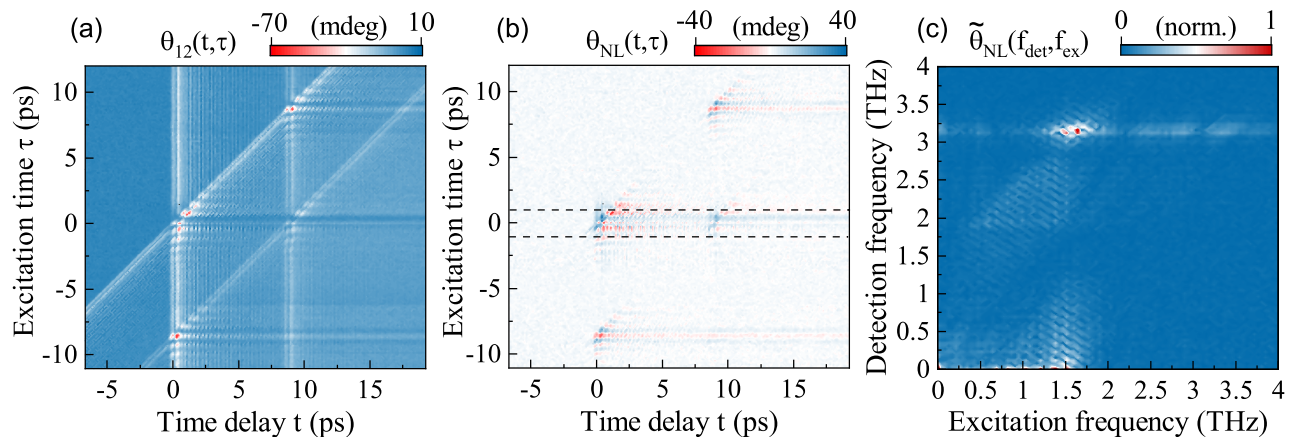 (a)
-70 (mdeg) 10
θ12(t,τ)
Excitation time τ (ps)
10
5
0
-5
-10
-5 0 5 10 15
Time delay t (ps)
(b)
-40 (mdeg) 40
θNL(t,τ)
Excitation time τ (ps)
10
5
0
-5
-10
-5 0 5 10 15
Time delay t (ps)
(c)
0 (norm.) 1
θ̃NL(fdet,fex)
Detection frequency (THz)
4
3.5
3
2.5
2
1.5
1
0.5
0
0 0.5 1 1.5 2 2.5 3 3.5 4
Excitation frequency (THz)